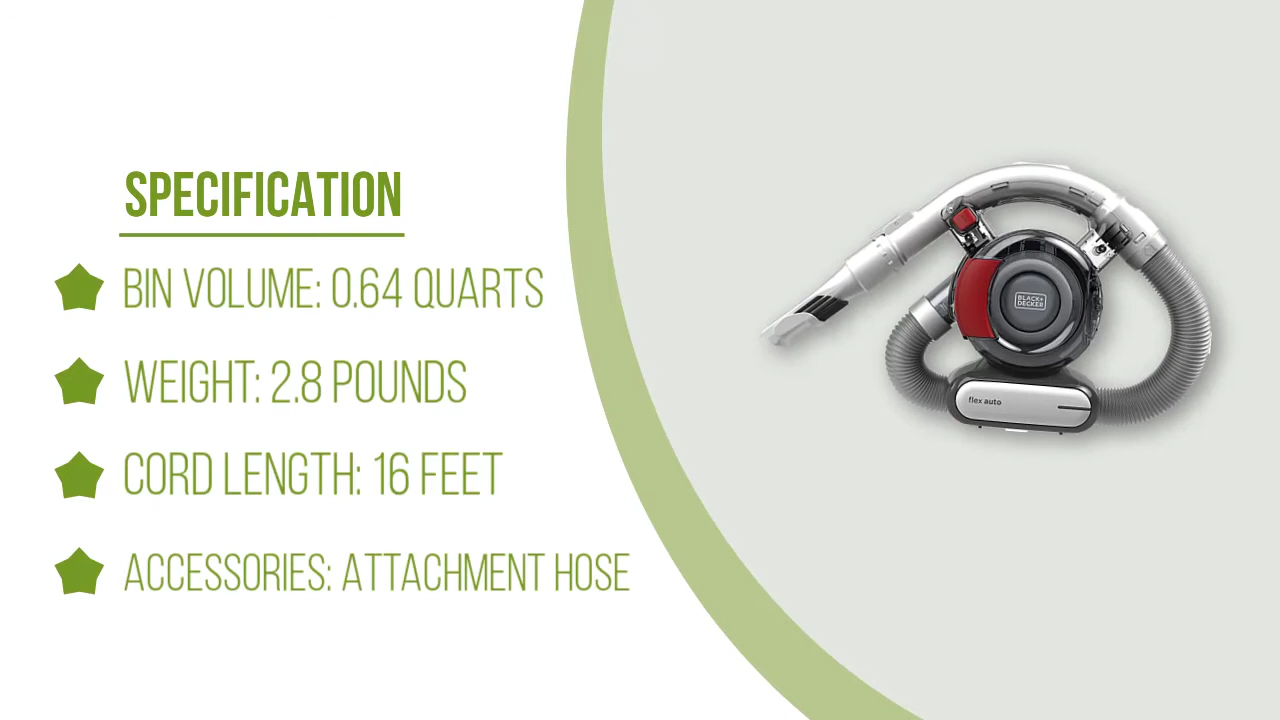 SPECIFICATION
BIN VOLUME: 0.64 QUARTS
WEIGHT: 2.8 POUNDS
CORD LENGTH: 16 FEET
ACCESSORIES: ATTACHMENT HOSE
BLACK+
DECKER
flex auto